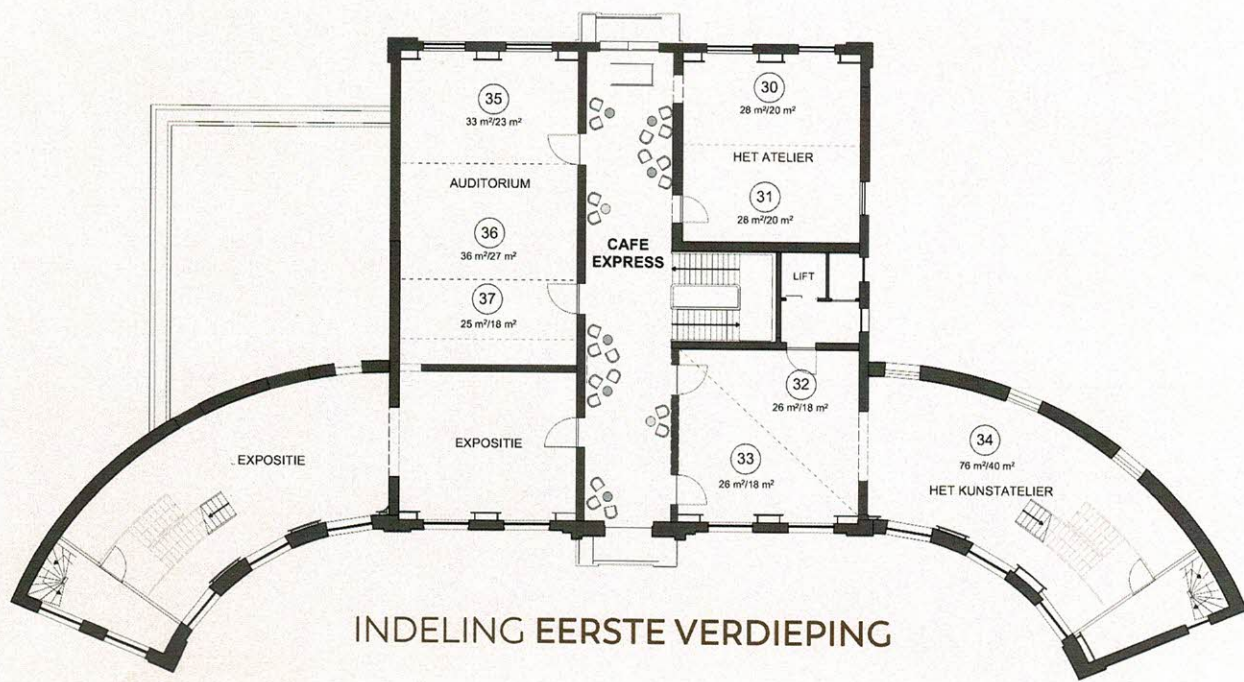 35
33 m²/23 m²
AUDITORIUM
36
36 m²/27 m²
37
25 m²/18 m²
EXPOSITIE
EXPOSITIE
CAFE
EXPRESS
30
28 m²/20 m²
HET ATELIER
31
28 m²/20 m²
LIFT
32
26 m²/18 m²
33
26 m²/18 m²
34
76 m²/40 m²
HET KUNSTATELIER
INDELING EERSTE VERDIEPING